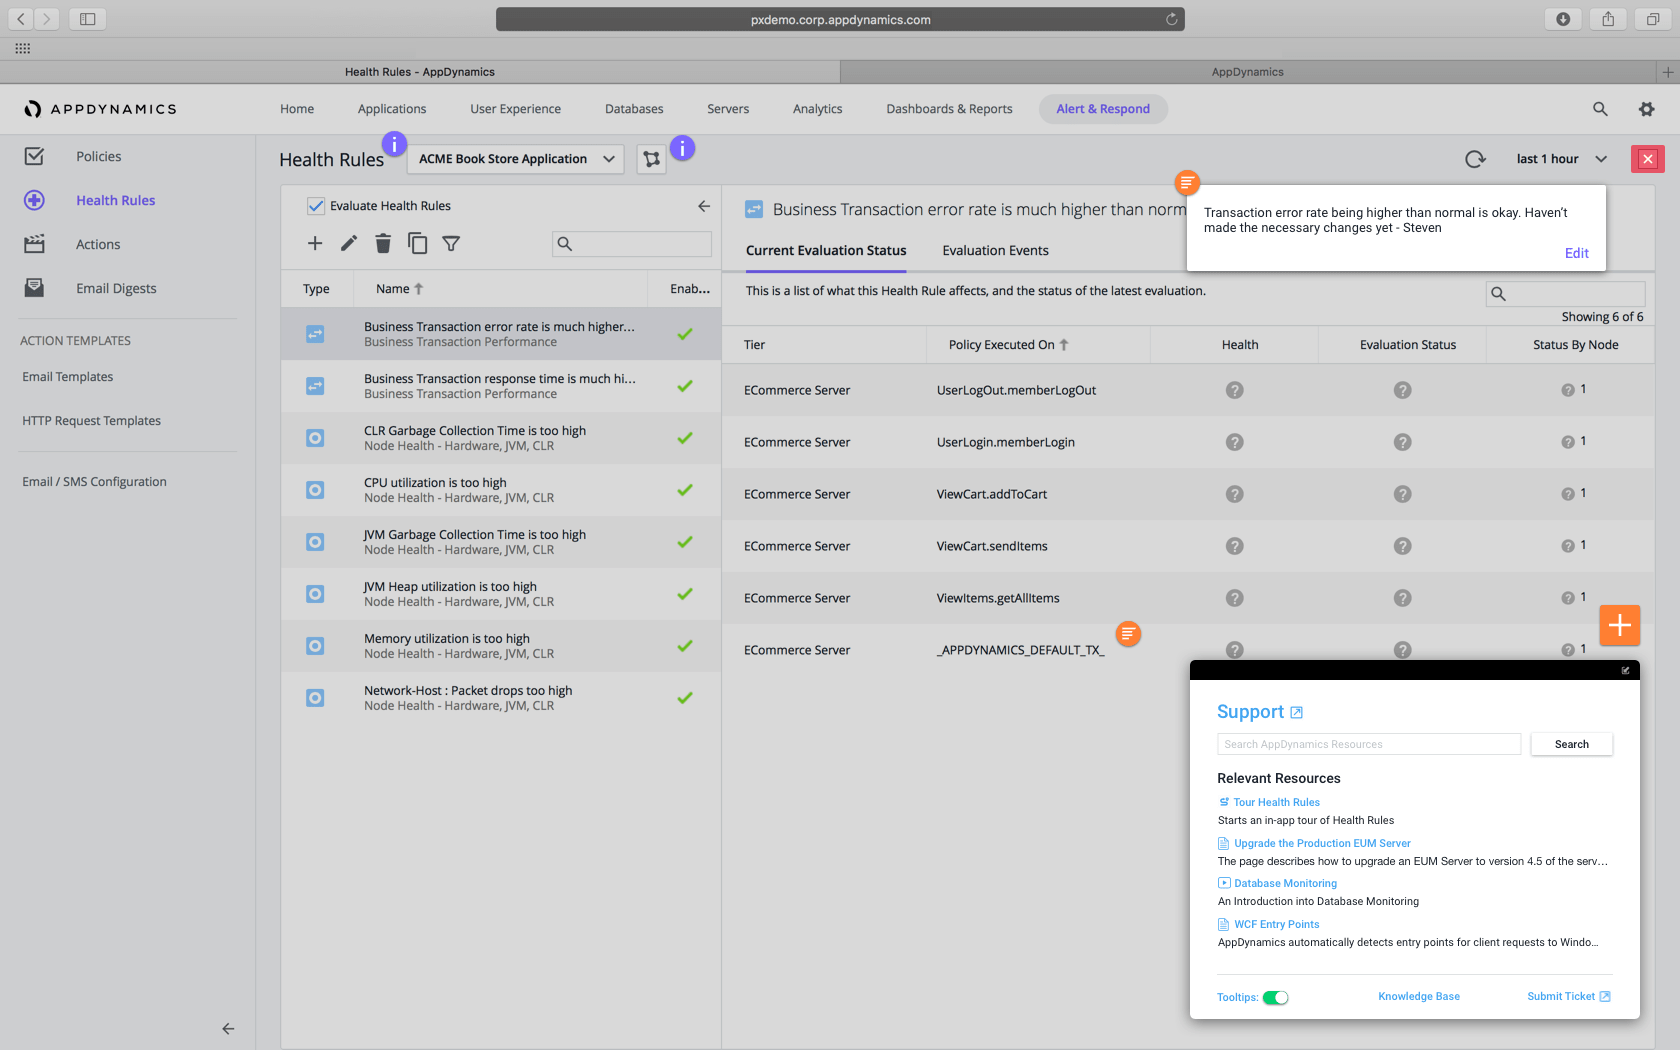 pxdemo.corp.appdynamics.com
Health Rules - AppDynamics
AppDynamics
APPDYNAMICS
Home
Applications
User Experience
Databases
Servers
Analytics
Dashboards & Reports
Alert & Respond
Policies
Health Rules
Actions
Email Digests
ACTION TEMPLATES
Email Templates
HTTP Request Templates
Email / SMS Configuration
Health Rules
i
ACME Book Store Application
i
last 1 hour
Evaluate Health Rules
Type
Name
Enab...
Business Transaction error rate is much higher...
Business Transaction Performance
Business Transaction response time is much hi...
Business Transaction Performance
CLR Garbage Collection Time is too high
Node Health - Hardware, JVM, CLR
CPU utilization is too high
Node Health - Hardware, JVM, CLR
JVM Garbage Collection Time is too high
Node Health - Hardware, JVM, CLR
JVM Heap utilization is too high
Node Health - Hardware, JVM, CLR
Memory utilization is too high
Node Health - Hardware, JVM, CLR
Network-Host : Packet drops too high
Node Health - Hardware, JVM, CLR
Business Transaction error rate is much higher than norm
Transaction error rate being higher than normal is okay. Haven't
made the necessary changes yet - Steven
Edit
Current Evaluation Status
Evaluation Events
This is a list of what this Health Rule affects, and the status of the latest evaluation.
Showing 6 of 6
Tier
Policy Executed On
Health
Evaluation Status
Status By Node
ECommerce Server UserLogOut.memberLogOut ? ? ? 1
ECommerce Server UserLogin.memberLogin ? ? ? 1
ECommerce Server ViewCart.addToCart ? ? ? 1
ECommerce Server ViewCart.sendItems ? ? ? 1
ECommerce Server ViewItems.getAllItems ? ? ? 1
ECommerce Server _APPDYNAMICS_DEFAULT_TX_ ? ? ? 1
Support
Search AppDynamics Resources
Search
Relevant Resources
Tour Health Rules
Starts an in-app tour of Health Rules
Upgrade the Production EUM Server
The page describes how to upgrade an EUM Server to version 4.5 of the serv...
Database Monitoring
An Introduction into Database Monitoring
WCF Entry Points
AppDynamics automatically detects entry points for client requests to Windo...
Tooltips:
Knowledge Base
Submit Ticket